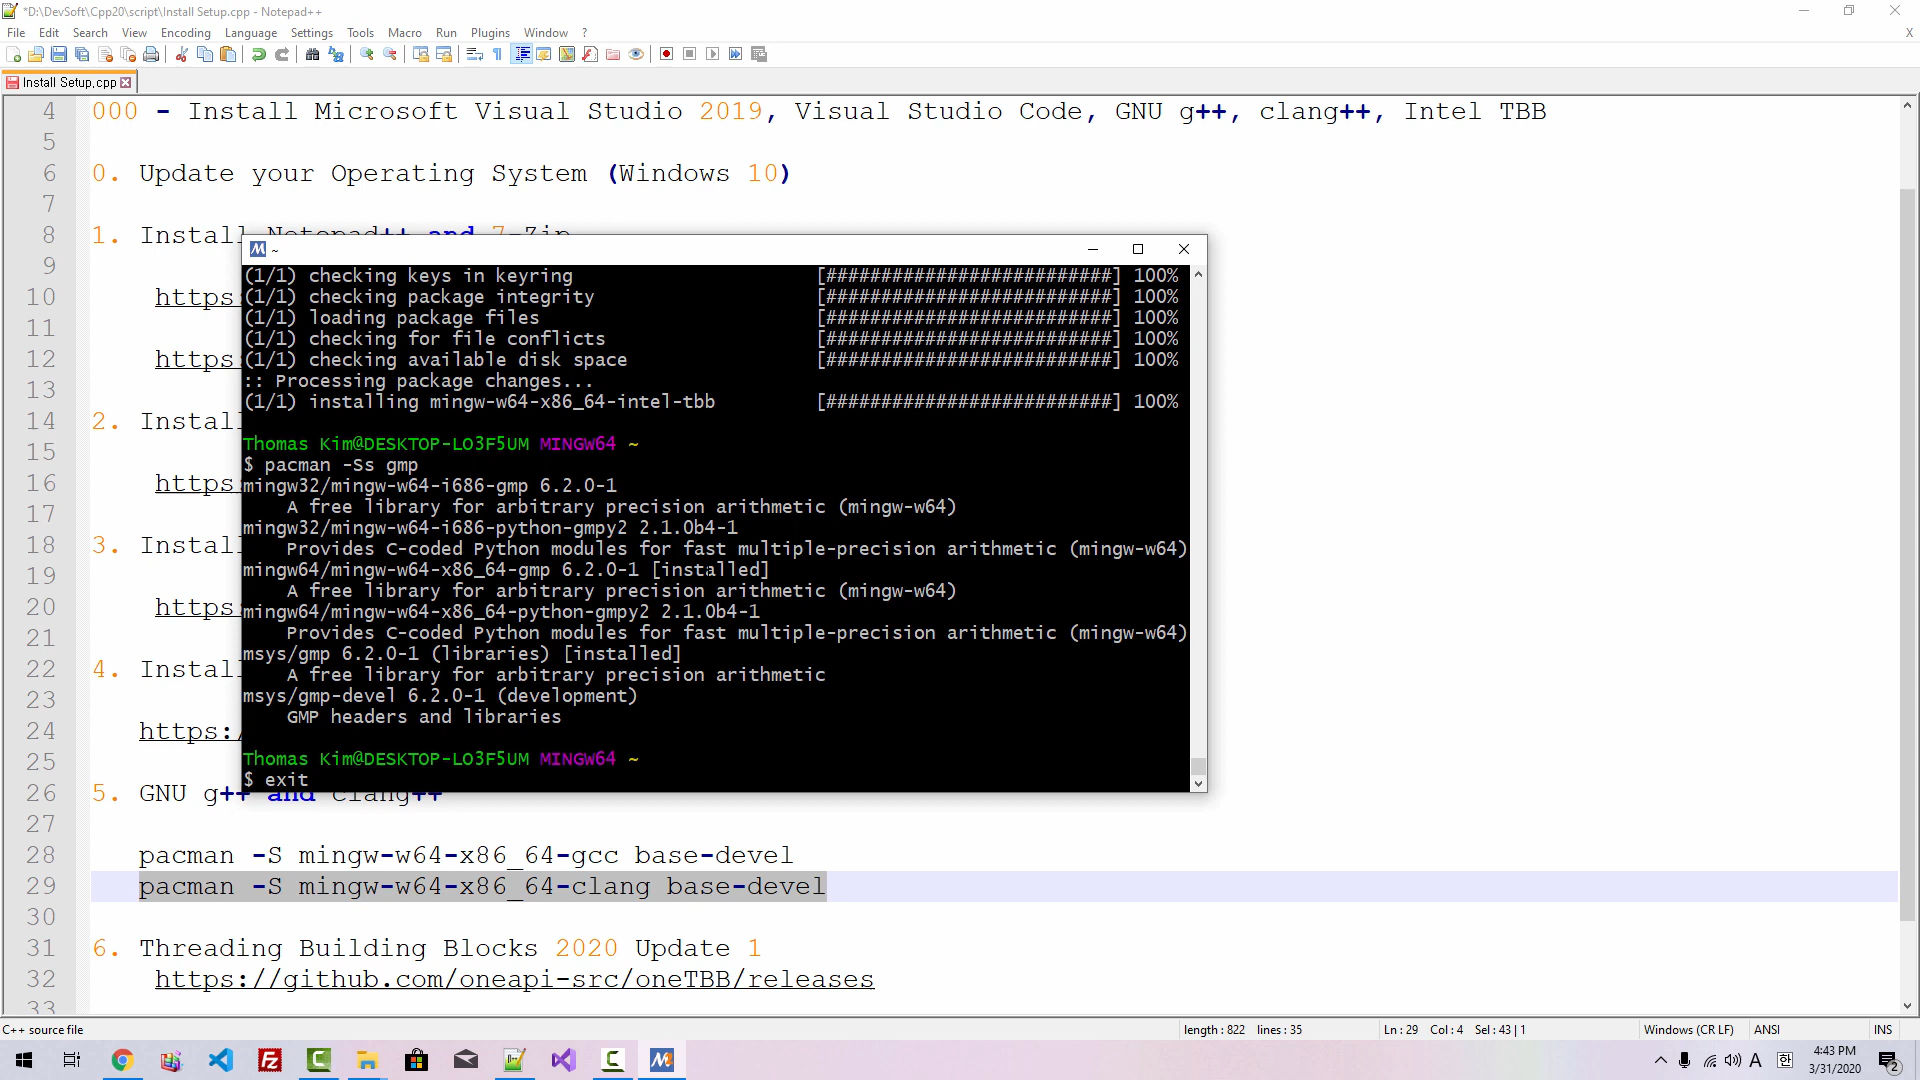 *D:\DevSoft\Cpp20\script\Install Setup.cpp - Notepad++
File Edit Search View Encoding Language Settings Tools Macro Run Plugins Window ? X
Install Setup.cpp
4 000 - Install Microsoft Visual Studio 2019, Visual Studio Code, GNU g++, clang++, Intel TBB
5
6 0. Update your Operating System (Windows 10)
7
8 1. Install Notepad++ and 7-Zip
9
10 https:
11
12 https:
13
14 2. Install
15
16 https:
17
18 3. Install
19
20 https:
21
22 4. Install
23
24 https:/
25
26 5. GNU g++ and clang++
27
28 pacman -S mingw-w64-x86_64-gcc base-devel
29 pacman -S mingw-w64-x86_64-clang base-devel
30
31 6. Threading Building Blocks 2020 Update 1
32 https://github.com/oneapi-src/oneTBB/releases
33
~
(1/1) checking keys in keyring [##########################] 100%
(1/1) checking package integrity [##########################] 100%
(1/1) loading package files [##########################] 100%
(1/1) checking for file conflicts [##########################] 100%
(1/1) checking available disk space [##########################] 100%
:: Processing package changes...
(1/1) installing mingw-w64-x86_64-intel-tbb [##########################] 100%
Thomas Kim@DESKTOP-LO3F5UM MINGW64 ~
$ pacman -Ss gmp
mingw32/mingw-w64-i686-gmp 6.2.0-1
A free library for arbitrary precision arithmetic (mingw-w64)
mingw32/mingw-w64-i686-python-gmpy2 2.1.0b4-1
Provides C-coded Python modules for fast multiple-precision arithmetic (mingw-w64)
mingw64/mingw-w64-x86_64-gmp 6.2.0-1 [installed]
A free library for arbitrary precision arithmetic (mingw-w64)
mingw64/mingw-w64-x86_64-python-gmpy2 2.1.0b4-1
Provides C-coded Python modules for fast multiple-precision arithmetic (mingw-w64)
msys/gmp 6.2.0-1 (libraries) [installed]
A free library for arbitrary precision arithmetic
msys/gmp-devel 6.2.0-1 (development)
GMP headers and libraries
Thomas Kim@DESKTOP-LO3F5UM MINGW64 ~
$ exit
C++ source file length : 822 lines : 35 Ln : 29 Col : 4 Sel : 43 | 1 Windows (CR LF) ANSI INS
A 한 4:43 PM
3/31/2020 2